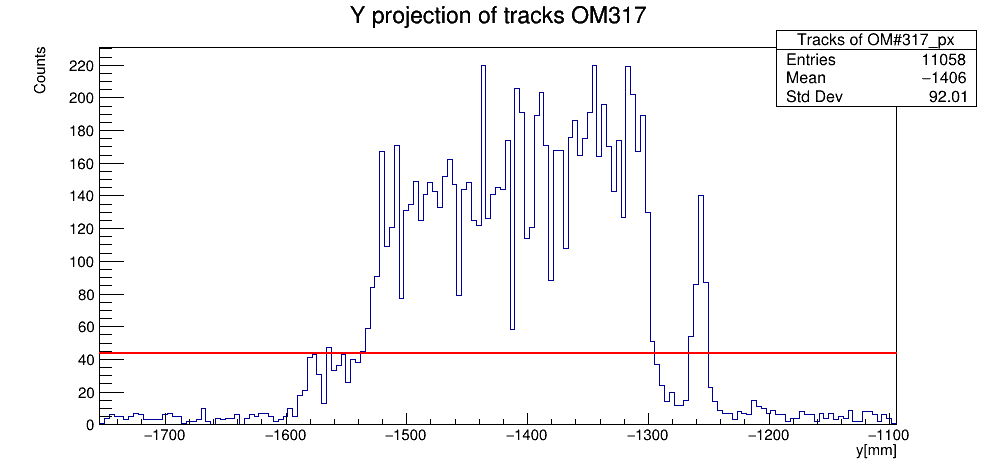 Y projection of tracks OM317
Tracks of OM#317_px
Entries 11058
Mean −1406
Std Dev 92.01
Counts
220
200
180
160
140
120
100
80
60
40
20
0
−1700 −1600 −1500 −1400 −1300 −1200 −1100
y[mm]